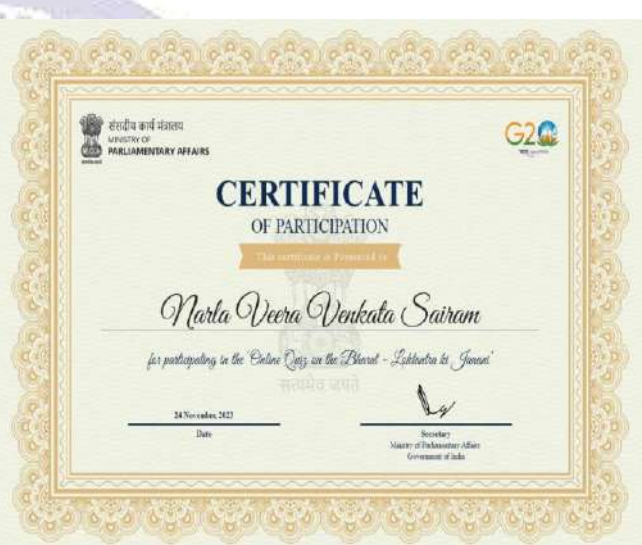 संसदीय कार्य मंत्रालय
MINISTRY OF
PARLIAMENTARY AFFAIRS
G20
CERTIFICATE
OF PARTICIPATION
This certificate is Presented to
Narla Veera Venkata Sairam
for participating in the 'Online Quiz on the Bharat - Loktantra ki Janani'
सत्यमेव जयते
24 November, 2023
Date
Secretary
Ministry of Parliamentary Affairs
Government of India